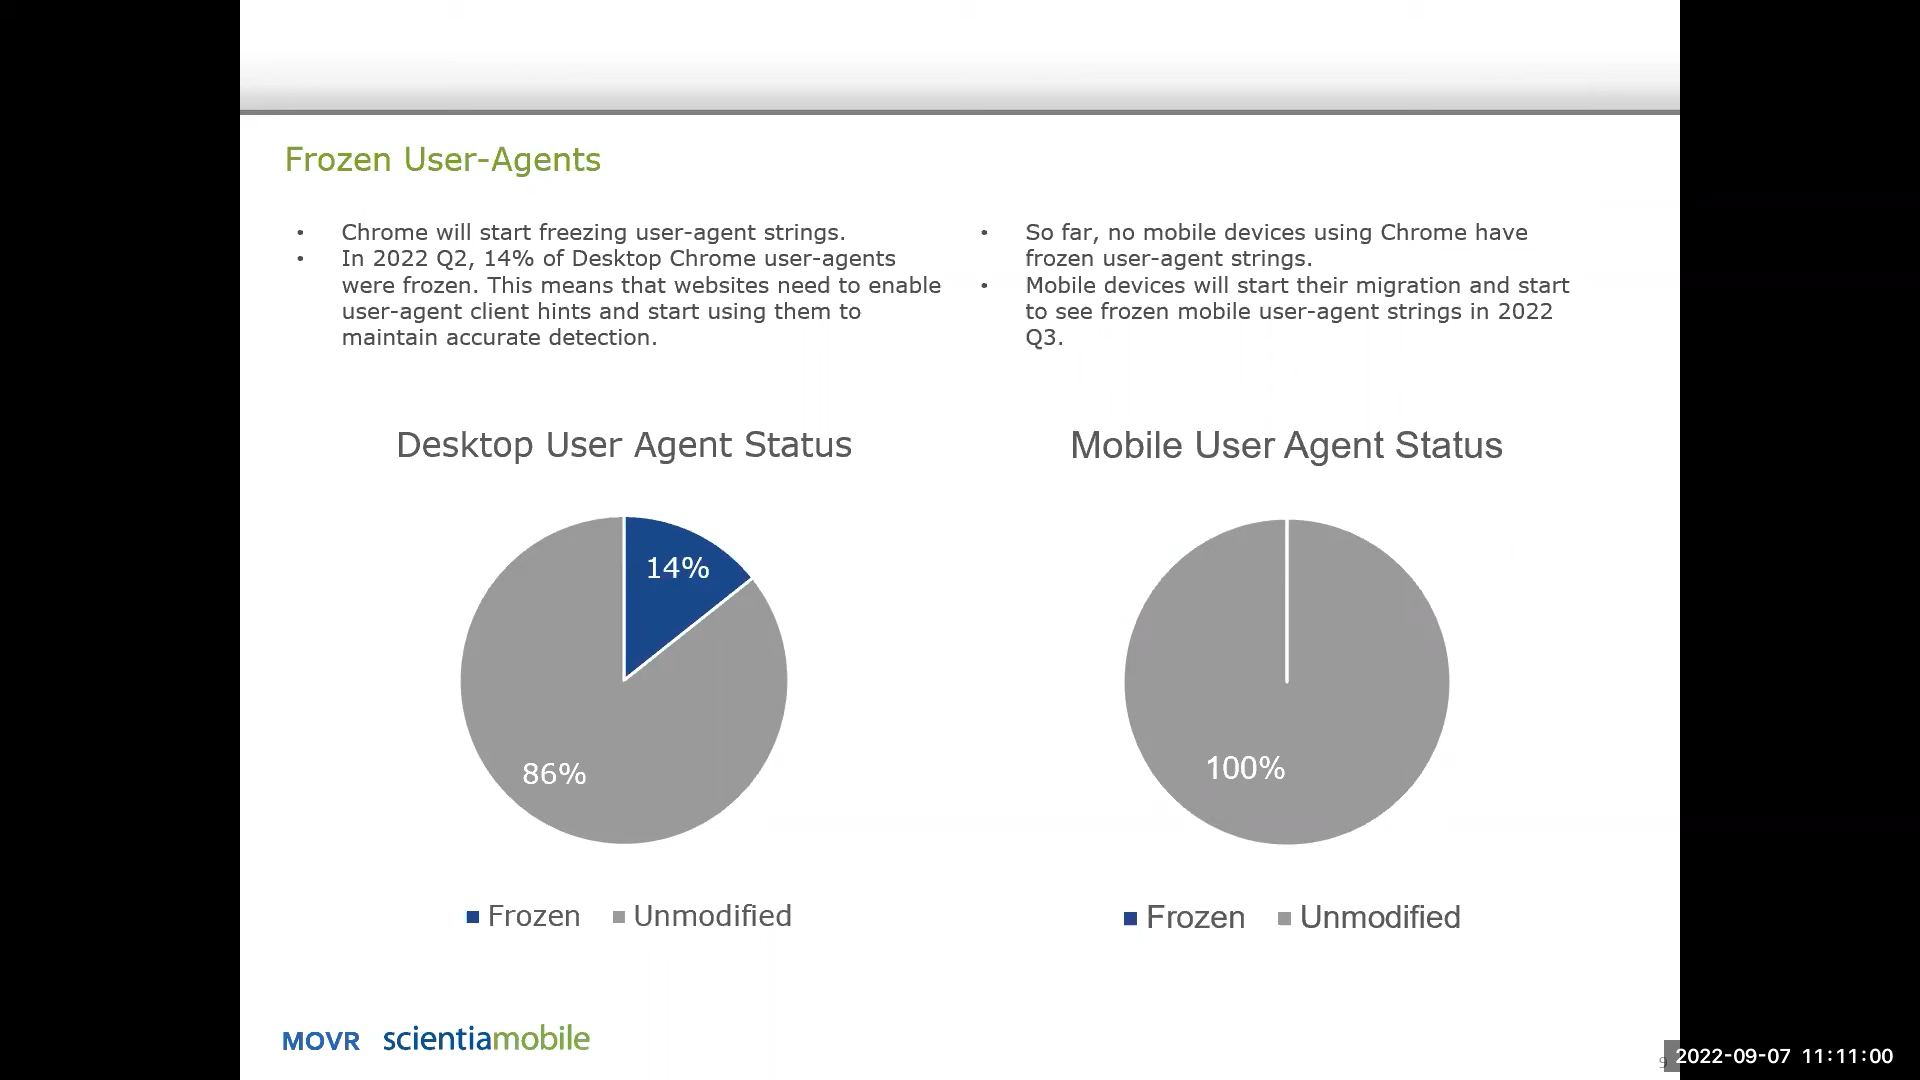 Frozen User-Agents
• Chrome will start freezing user-agent strings.
• In 2022 Q2, 14% of Desktop Chrome user-agents
were frozen. This means that websites need to enable
user-agent client hints and start using them to
maintain accurate detection.
• So far, no mobile devices using Chrome have
frozen user-agent strings.
• Mobile devices will start their migration and start
to see frozen mobile user-agent strings in 2022
Q3.
Desktop User Agent Status
14%
86%
Frozen Unmodified
Mobile User Agent Status
100%
Frozen Unmodified
MOVR scientiamobile
9
2022-09-07 11:11:00